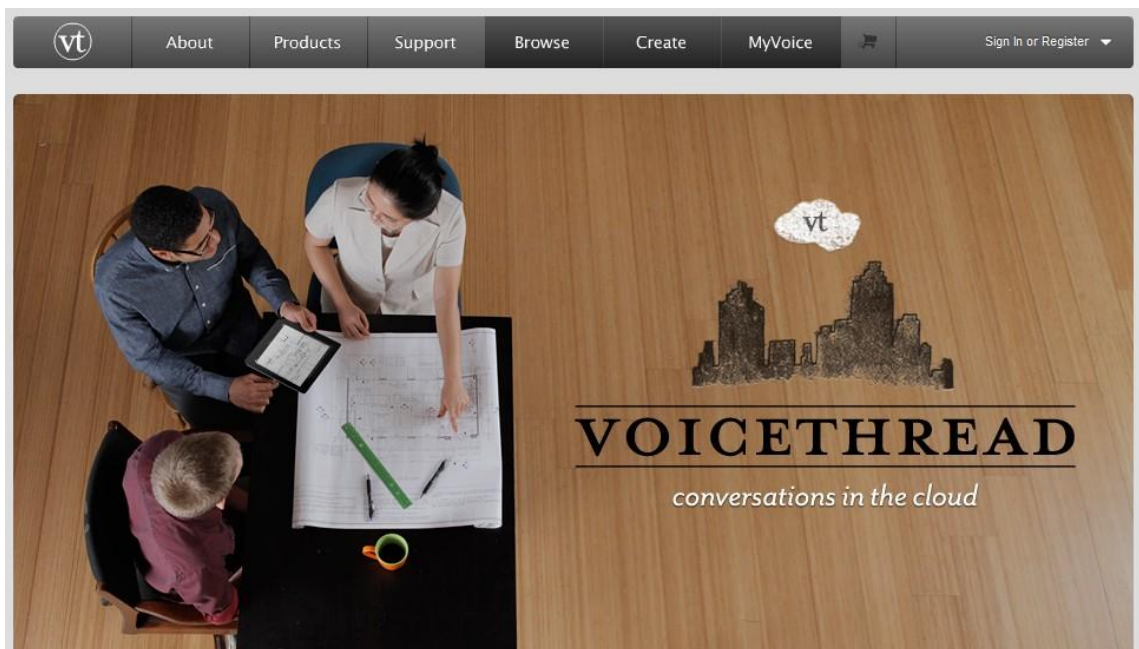 vt About Products Support Browse Create MyVoice Sign In or Register
vt
VOICETHREAD
conversations in the cloud